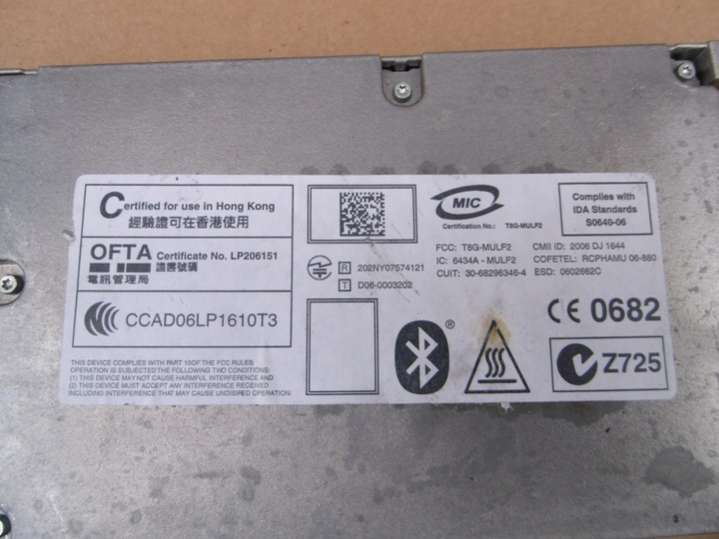 Certified for use in Hong Kong
經驗證可在香港使用
OFTA Certificate No. LP206151
電訊管理局 證書號碼
CCAD06LP1610T3
THIS DEVICE COMPLIES WITH PART 15OF THE FCC RULES.
OPERATION IS SUBJECTED THE FOLLOWING TWO CONDITIONS:
(1) THIS DEVICE MAY NOT CAUSE HARMFUL INTERFERENCE AND
(2) THIS DEVICE MUST ACCEPT ANY INTERFERENCE RECEIVED
INCLUDING INTERFERENCE THAT MAY CAUSE UNDISIRED OPERATION.
R 202NY07574121
T D06-0003202
MIC
Certification No.: T8G-MULF2
Complies with
IDA Standards
S0640-06
FCC: T8G-MULF2 CMII ID: 2006 DJ 1644
IC: 6434A - MULF2 COFETEL: RCPHAMU 06-880
CUIT: 30-68296346-4 ESD: 0602662C
CE 0682
®
Z725